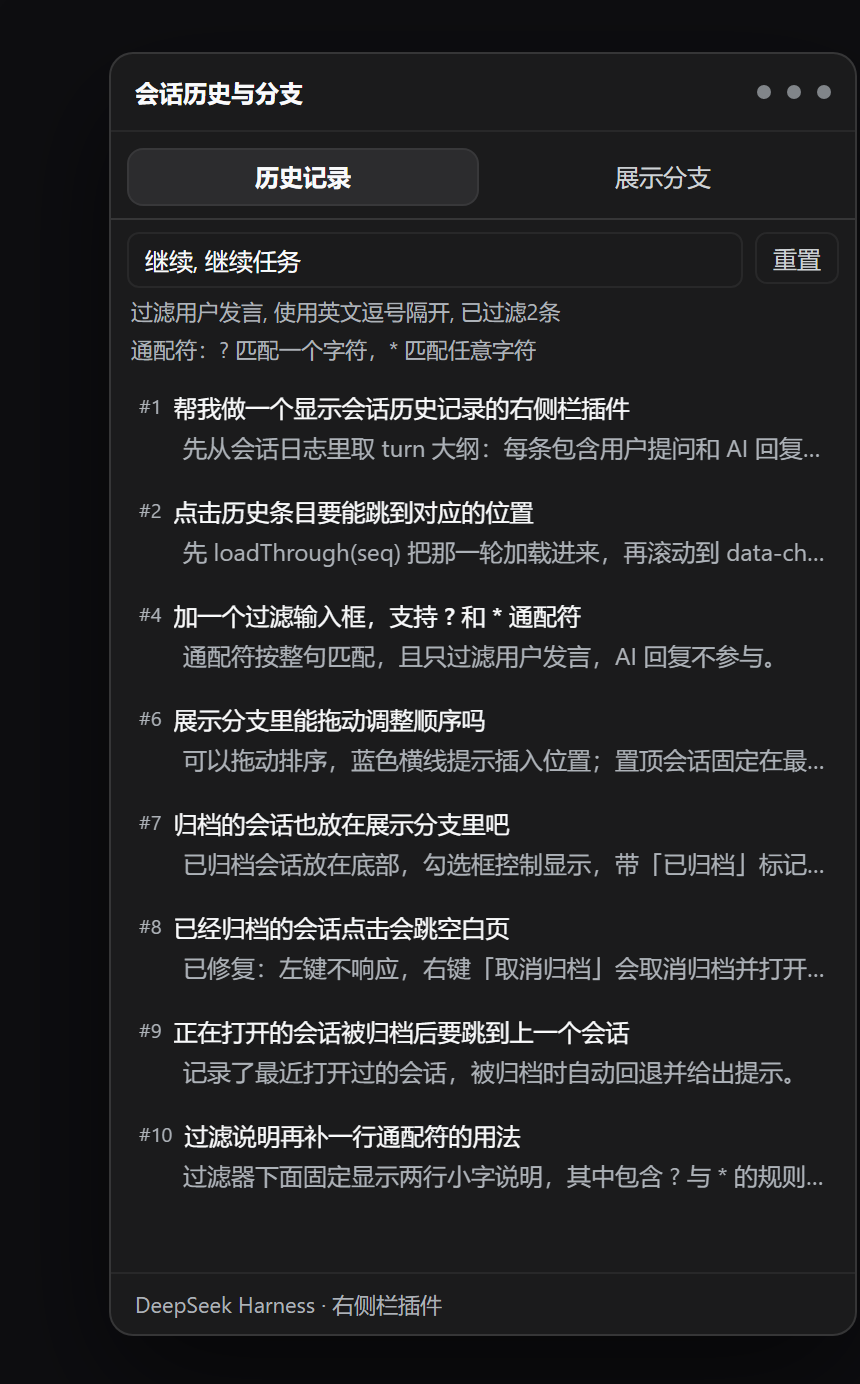 会话历史与分支
历史记录
展示分支
继续, 继续任务
重置
过滤用户发言, 使用英文逗号隔开, 已过滤2条
通配符：? 匹配一个字符，* 匹配任意字符
#1 帮我做一个显示会话历史记录的右侧栏插件
先从会话日志里取 turn 大纲：每条包含用户提问和 AI 回复...
#2 点击历史条目要能跳到对应的位置
先 loadThrough(seq) 把那一轮加载进来，再滚动到 data-ch...
#4 加一个过滤输入框，支持 ? 和 * 通配符
通配符按整句匹配，且只过滤用户发言，AI 回复不参与。
#6 展示分支里能拖动调整顺序吗
可以拖动排序，蓝色横线提示插入位置；置顶会话固定在最...
#7 归档的会话也放在展示分支里吧
已归档会话放在底部，勾选框控制显示，带「已归档」标记...
#8 已经归档的会话点击会跳空白页
已修复：左键不响应，右键「取消归档」会取消归档并打开...
#9 正在打开的会话被归档后要跳到上一个会话
记录了最近打开过的会话，被归档时自动回退并给出提示。
#10 过滤说明再补一行通配符的用法
过滤器下面固定显示两行小字说明，其中包含 ? 与 * 的规则...
DeepSeek Harness · 右侧栏插件